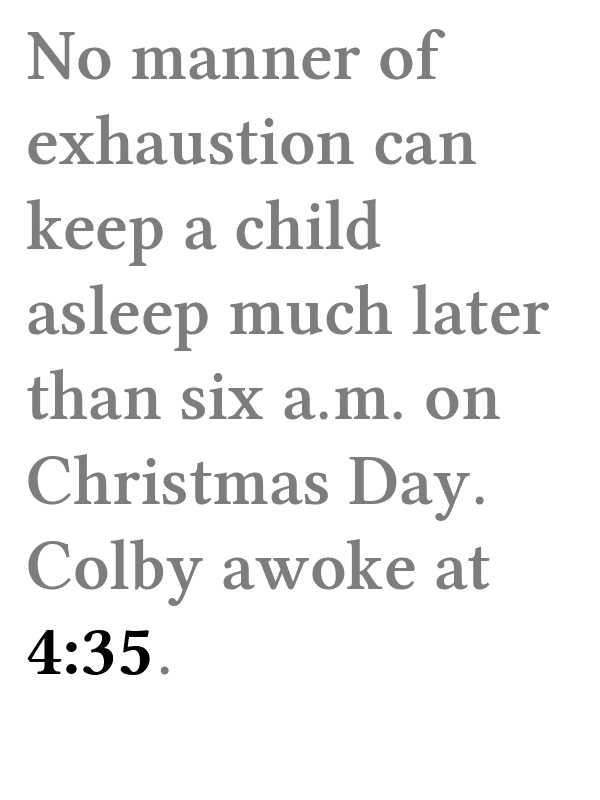 No manner of
exhaustion can
keep a child
asleep much later
than six a.m. on
Christmas Day.
Colby awoke at
4:35.